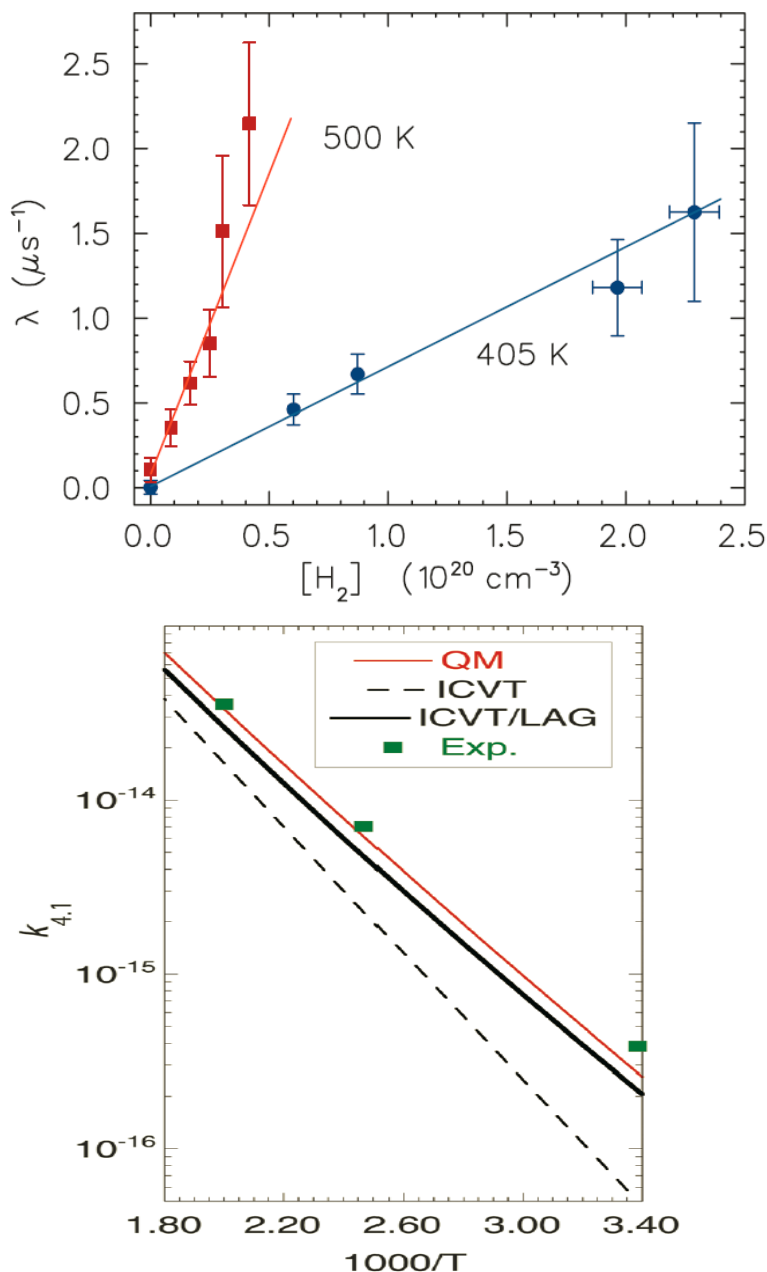 2.5
2.0
1.5
1.0
0.5
0.0
λ (μs⁻¹)
500 K
405 K
0.0 0.5 1.0 1.5 2.0 2.5
[H₂] (10²⁰ cm⁻³)
QM
ICVT
ICVT/LAG
Exp.
10⁻¹⁴
10⁻¹⁵
10⁻¹⁶
k₄.₁
1.80 2.20 2.60 3.00 3.40
1000/T